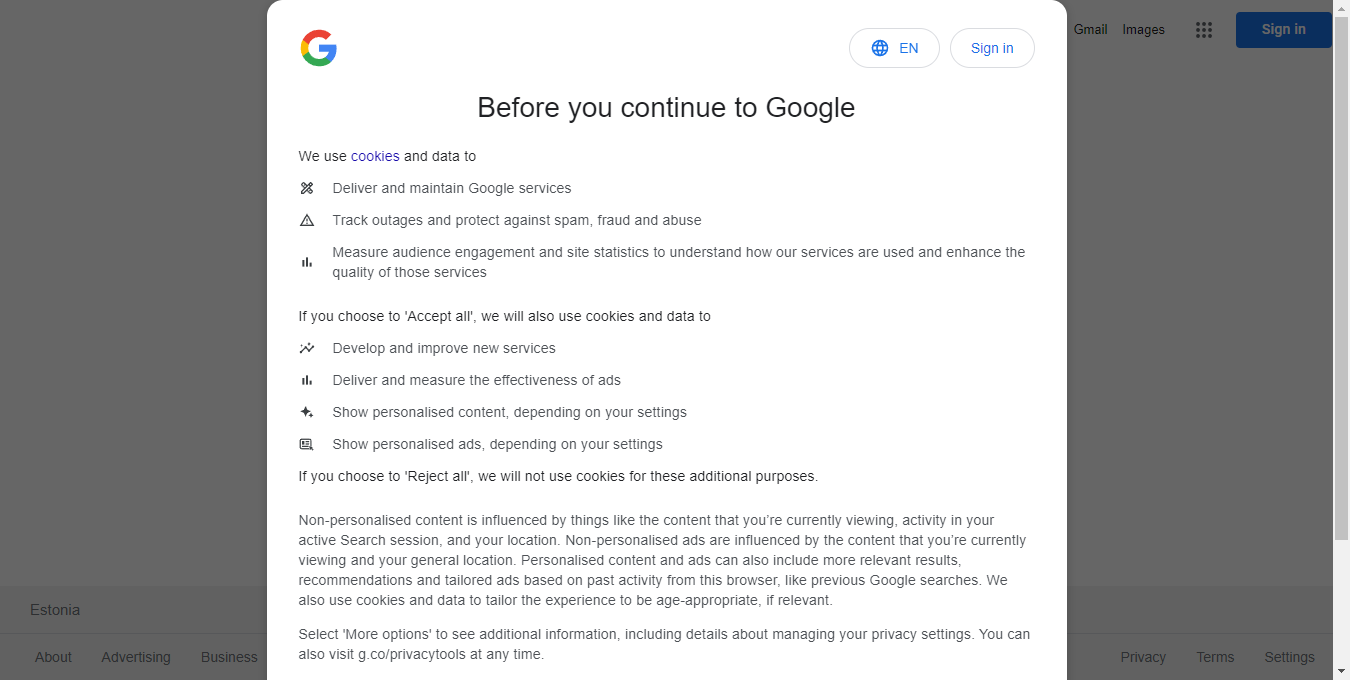 Gmail Images Sign in
EN Sign in
Before you continue to Google
We use cookies and data to
Deliver and maintain Google services
Track outages and protect against spam, fraud and abuse
Measure audience engagement and site statistics to understand how our services are used and enhance the
quality of those services
If you choose to 'Accept all', we will also use cookies and data to
Develop and improve new services
Deliver and measure the effectiveness of ads
Show personalised content, depending on your settings
Show personalised ads, depending on your settings
If you choose to 'Reject all', we will not use cookies for these additional purposes.
Non-personalised content is influenced by things like the content that you’re currently viewing, activity in your
active Search session, and your location. Non-personalised ads are influenced by the content that you’re currently
viewing and your general location. Personalised content and ads can also include more relevant results,
recommendations and tailored ads based on past activity from this browser, like previous Google searches. We
also use cookies and data to tailor the experience to be age-appropriate, if relevant.
Select 'More options' to see additional information, including details about managing your privacy settings. You can
also visit g.co/privacytools at any time.
Estonia
About Advertising Business Privacy Terms Settings